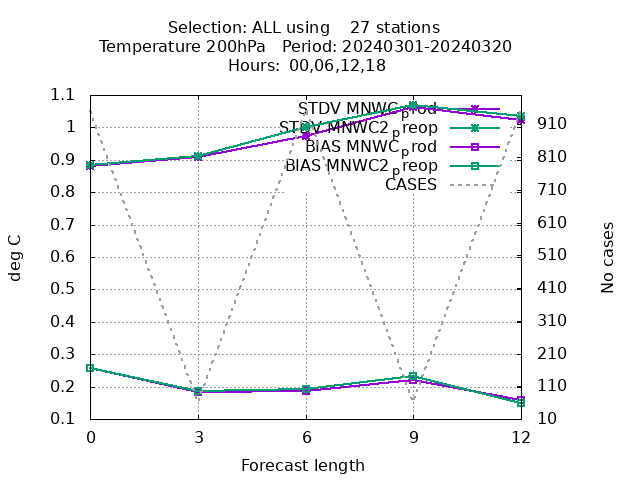 Selection: ALL using    27 stations
Temperature 200hPa   Period: 20240301-20240320
Hours: 00,06,12,18
STDV MNWC_prod
STDV MNWC2_preop
BIAS MNWC_prod
BIAS MNWC2_preop
CASES
1.1
1
0.9
0.8
0.7
0.6
0.5
0.4
0.3
0.2
0.1
910
810
710
610
510
410
310
210
110
10
0 3 6 9 12
deg C
No cases
Forecast length